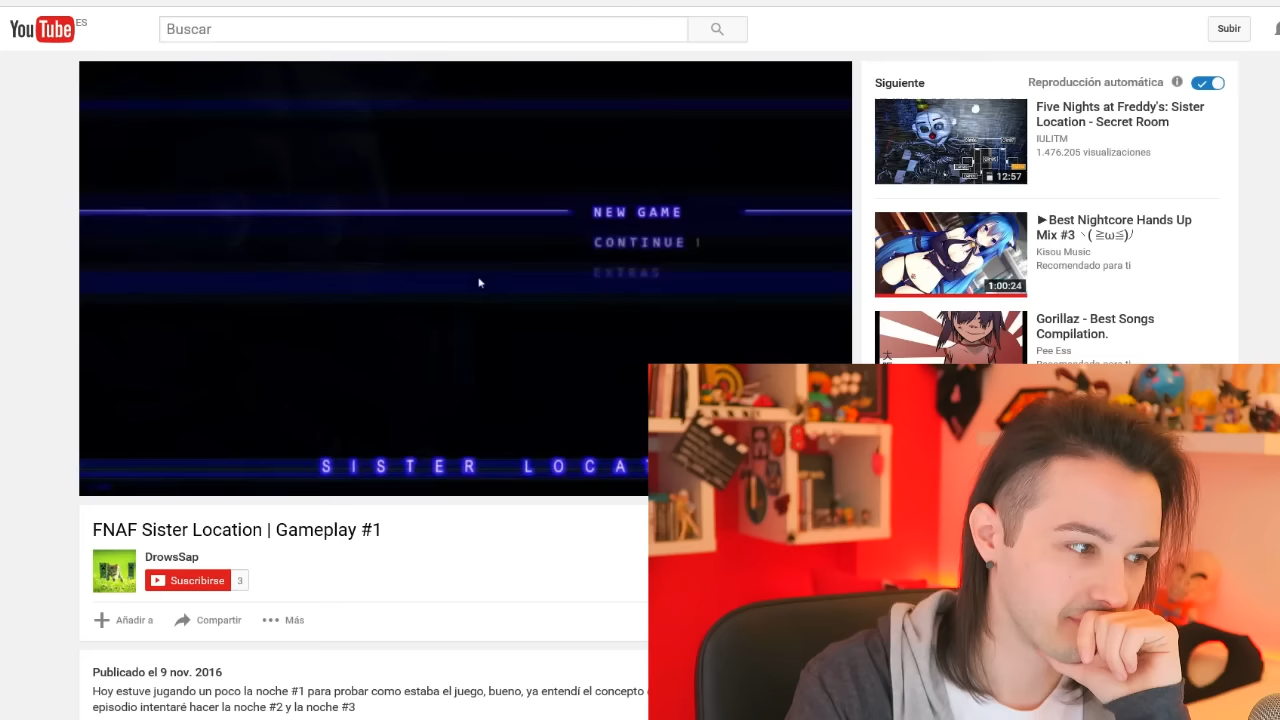 YouTube ES
Buscar
Subir
NEW GAME
CONTINUE
EXTRAS
SISTER
FNAF Sister Location | Gameplay #1
DrowsSap
Suscribirse 3
Añadir a Compartir Más
Publicado el 9 nov. 2016
Hoy estuve jugando un poco la noche #1 para probar como estaba el juego, bueno, ya entendí el concepto
episodio intentaré hacer la noche #2 y la noche #3
Siguiente
Reproducción automática
Five Nights at Freddy's: Sister
Location - Secret Room
IULITM
1.476.205 visualizaciones
12:57
►Best Nightcore Hands Up
Mix #3 ヽ( ≧ω≦)ﾉ
Kisou Music
Recomendado para ti
1:00:24
Gorillaz - Best Songs
Compilation.
Pee Ess
Recomendado para ti